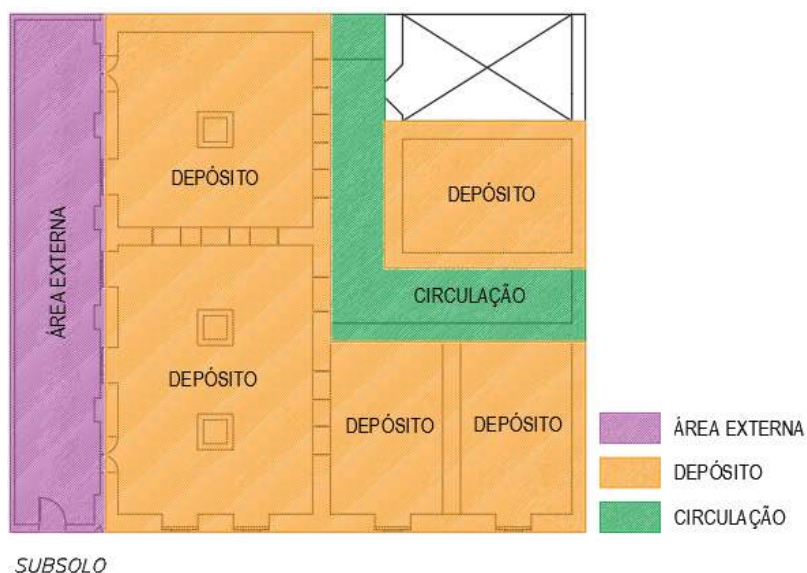 DEPÓSITO
DEPÓSITO
ÁREA EXTERNA
CIRCULAÇÃO
DEPÓSITO
DEPÓSITO
DEPÓSITO
ÁREA EXTERNA
DEPÓSITO
CIRCULAÇÃO
SUBSOLO